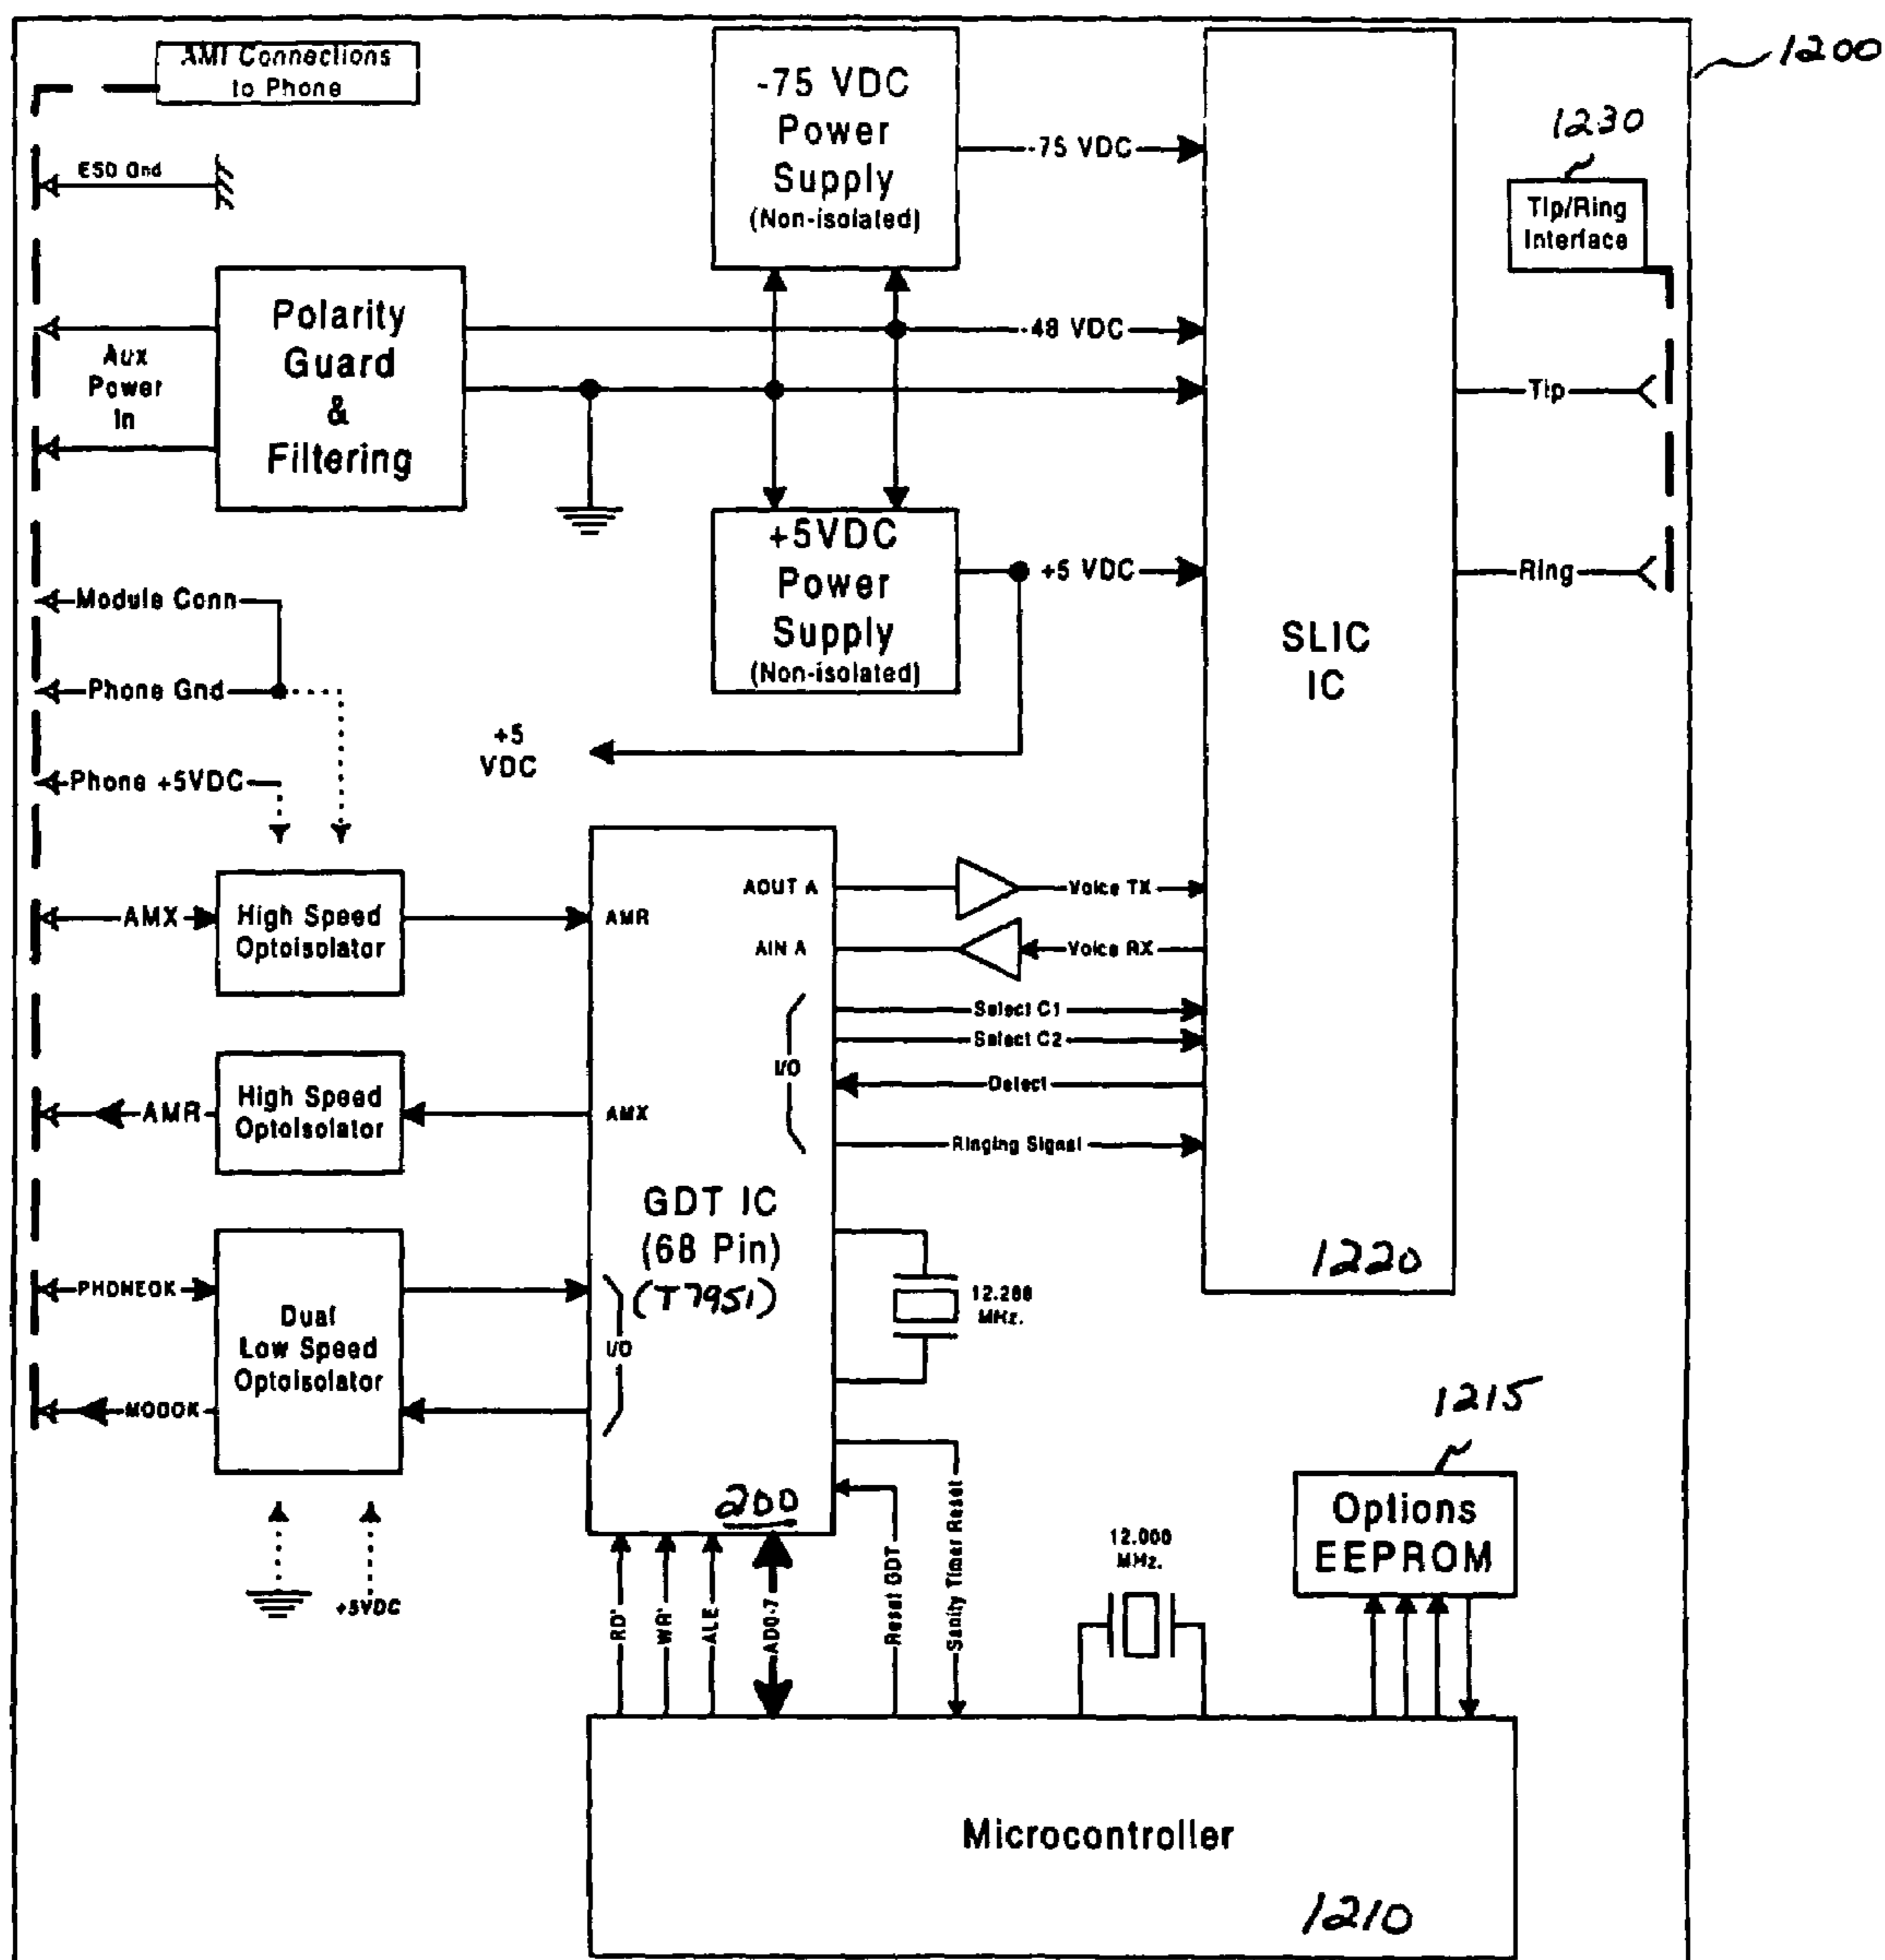 AMI Connections
to Phone
-75 VDC
Power
Supply
(Non-isolated)
-75 VDC
1200
1230
Tip/Ring
Interface
ESD Gnd
Polarity
Guard
&
Filtering
Aux
Power
In
-48 VDC
Tip
+5VDC
Power
Supply
(Non-isolated)
+5 VDC
Ring
Module Conn
Phone Gnd
Phone +5VDC
+5
VDC
SLIC
IC
1220
AMX
High Speed
Optoisolator
AMR
AOUT A
Voice TX
AIN A
Voice RX
Select C1
Select C2
I/O
Detect
Ringing Signal
AMR
High Speed
Optoisolator
AMX
GDT IC
(68 Pin)
(T7951)
I/O
200
12.288
MHz.
PHONEOK
Dual
Low Speed
Optoisolator
MODOK
+5VDC
RD'
WR'
ALE
AD0-7
Reset GDT
Sanity Timer Reset
12.000
MHz.
1215
Options
EEPROM
Microcontroller
1210